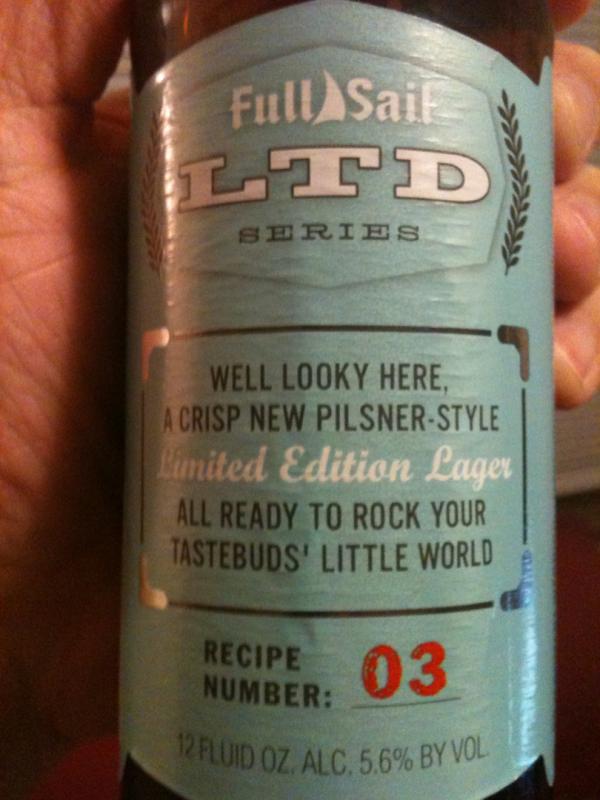 Full Sail
LTD
SERIES
WELL LOOKY HERE,
A CRISP NEW PILSNER-STYLE
Limited Edition Lager
ALL READY TO ROCK YOUR
TASTEBUDS' LITTLE WORLD
RECIPE
NUMBER: 03
12 FLUID OZ. ALC. 5.6% BY VOL.